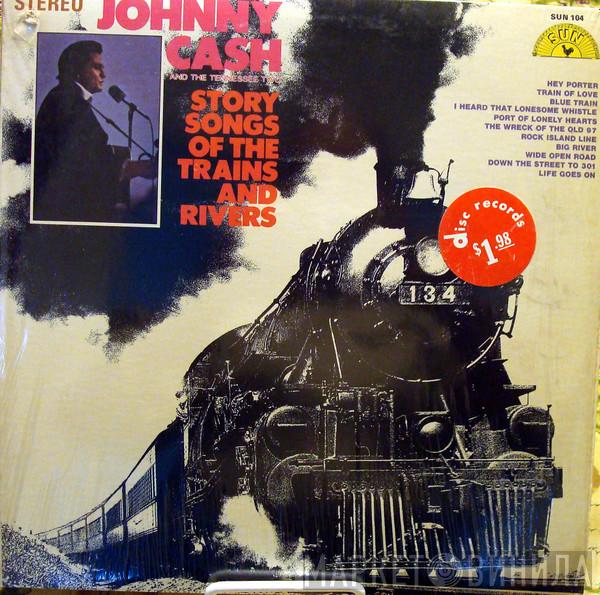 STEREO
JOHNNY
CASH
AND THE TENNESSEE TWO
STORY
SONGS
OF THE
TRAINS
AND
RIVERS
SUN 104
SUN
HEY PORTER
TRAIN OF LOVE
BLUE TRAIN
I HEARD THAT LONESOME WHISTLE
PORT OF LONELY HEARTS
THE WRECK OF THE OLD 97
ROCK ISLAND LINE
BIG RIVER
WIDE OPEN ROAD
DOWN THE STREET TO 301
LIFE GOES ON
disc records
$1.98
134
МАРКЕТ ВИНИЛА